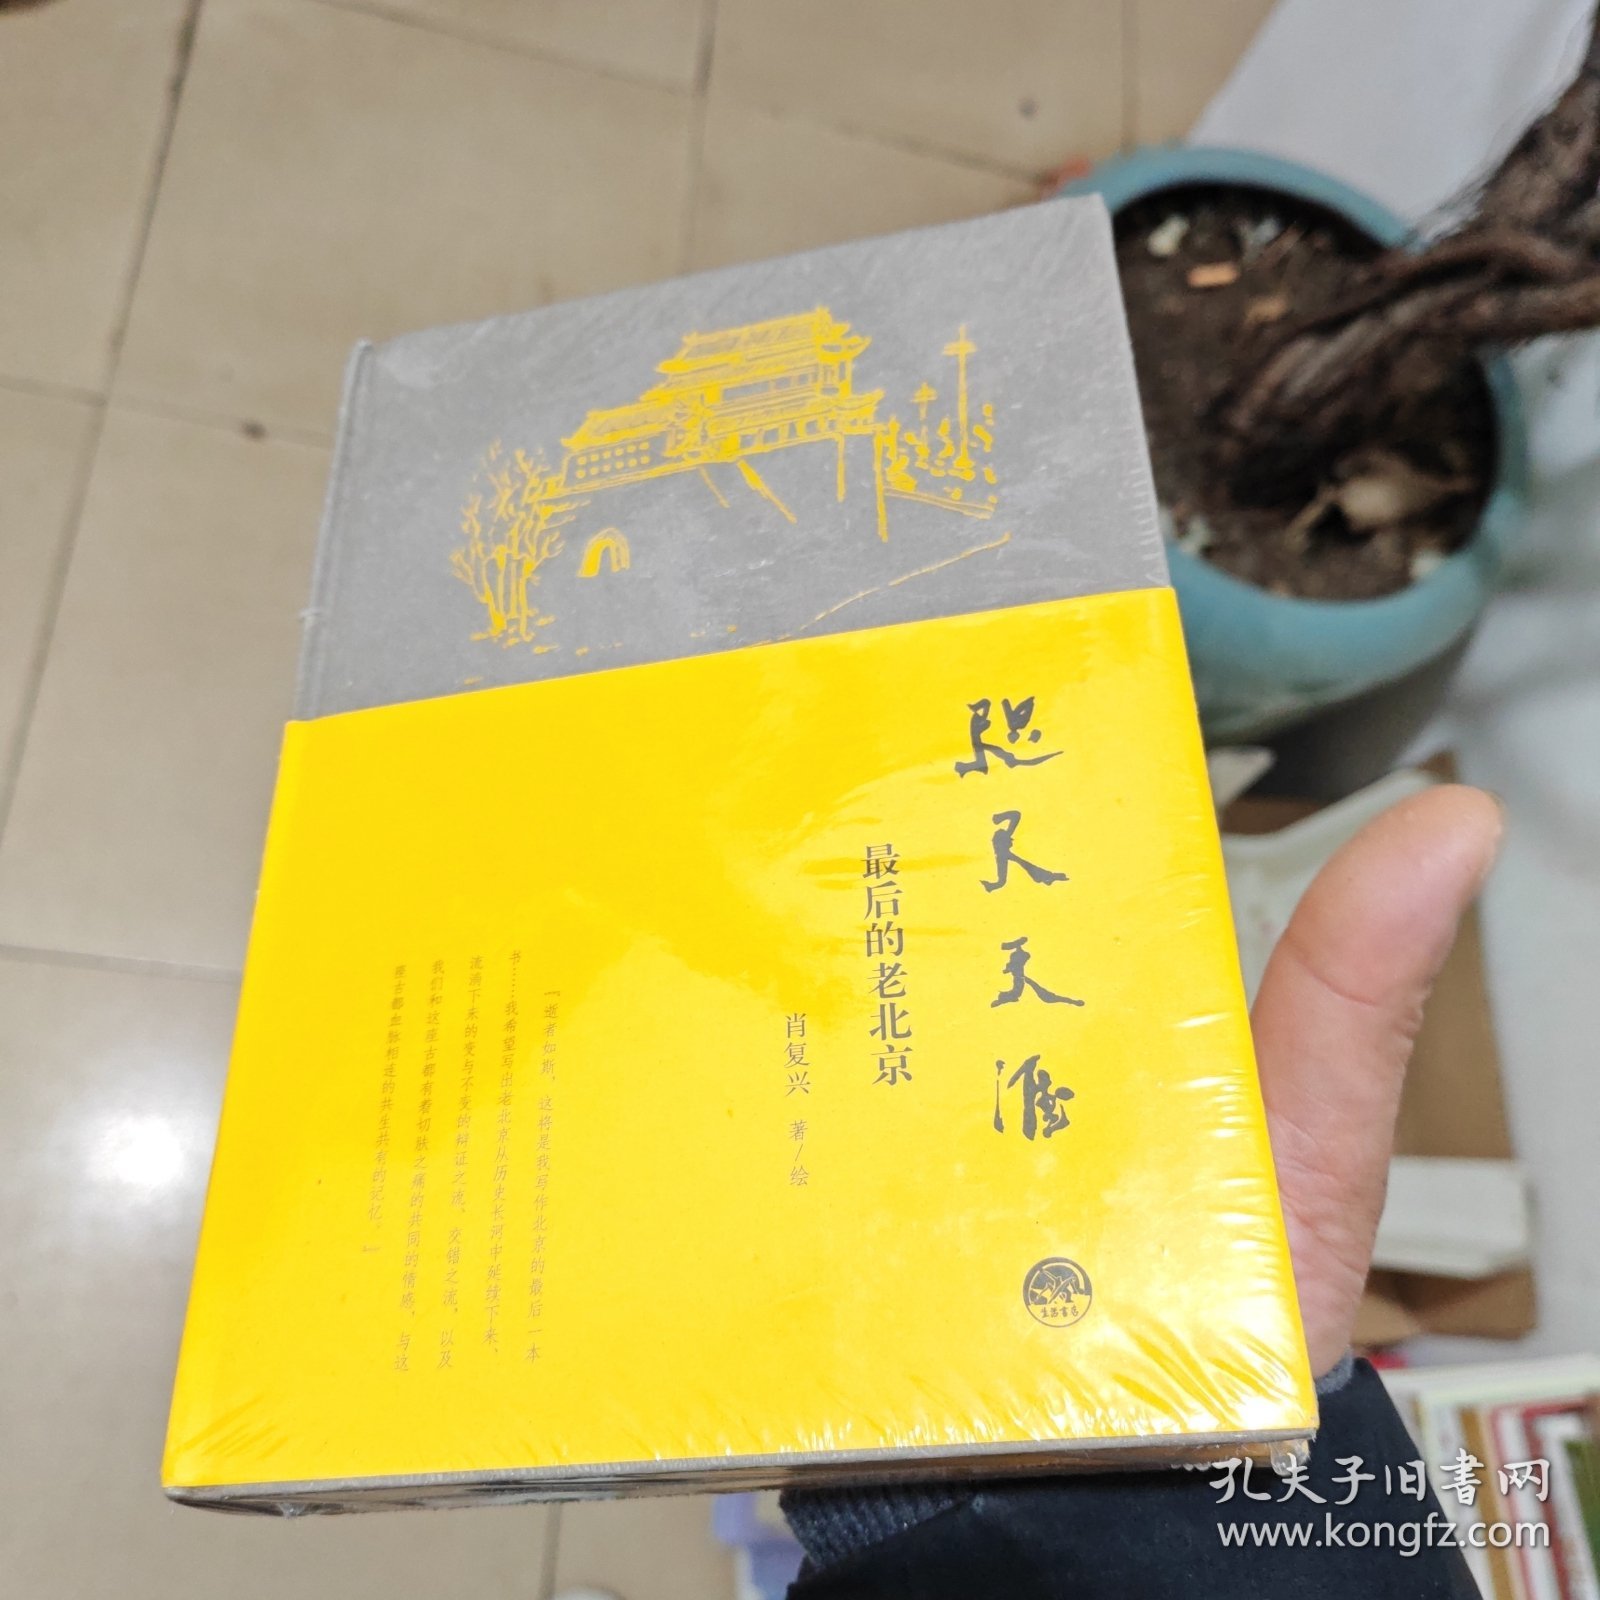 咫尺天涯
最后的老北京
肖复兴 著/绘
“逝者如斯，这将是我写作北京的最后一本
书……我希望写出老北京从历史长河中延续下来、
流淌下来的变与不变的辩证之流、交错之流，以及
我们和这座古都有着切肤之痛的共同的情感，与这
座古都血脉相连的共生共有的记忆。”
生活書店
孔夫子旧書网
www.kongfz.com